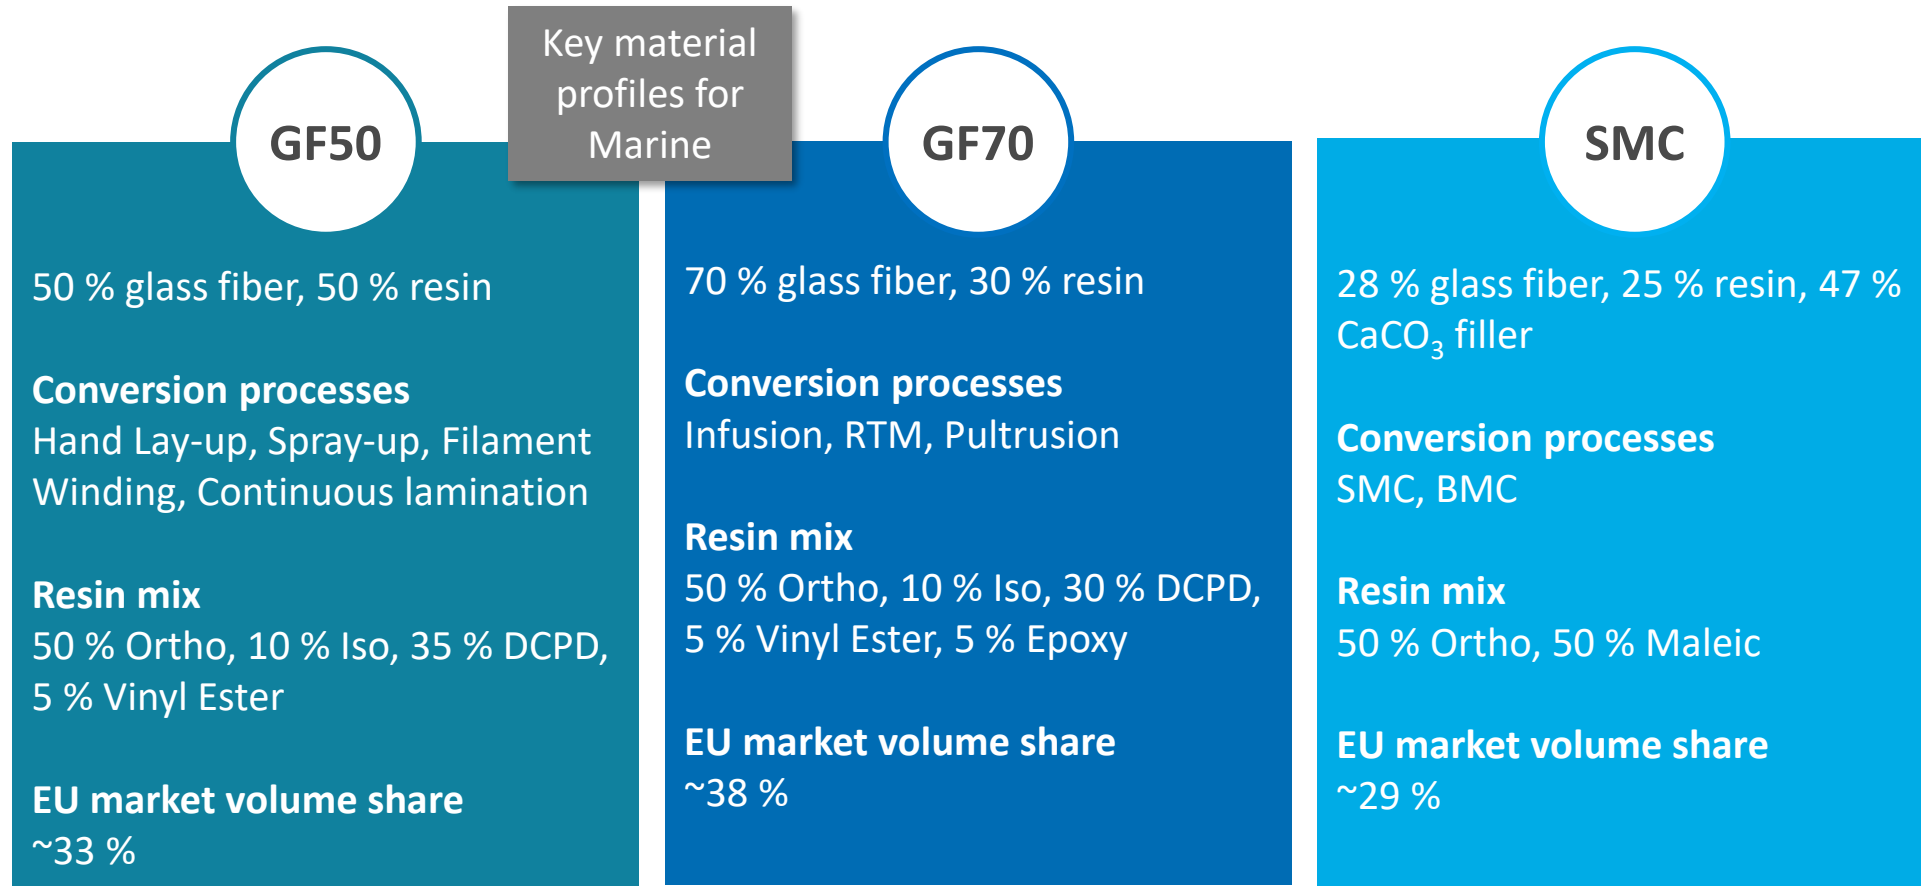 Key material
profiles for
Marine
GF50
50 % glass fiber, 50 % resin
Conversion processes
Hand Lay-up, Spray-up, Filament
Winding, Continuous lamination
Resin mix
50 % Ortho, 10 % Iso, 35 % DCPD,
5 % Vinyl Ester
EU market volume share
~33 %
GF70
70 % glass fiber, 30 % resin
Conversion processes
Infusion, RTM, Pultrusion
Resin mix
50 % Ortho, 10 % Iso, 30 % DCPD,
5 % Vinyl Ester, 5 % Epoxy
EU market volume share
~38 %
SMC
28 % glass fiber, 25 % resin, 47 %
CaCO₃ filler
Conversion processes
SMC, BMC
Resin mix
50 % Ortho, 50 % Maleic
EU market volume share
~29 %